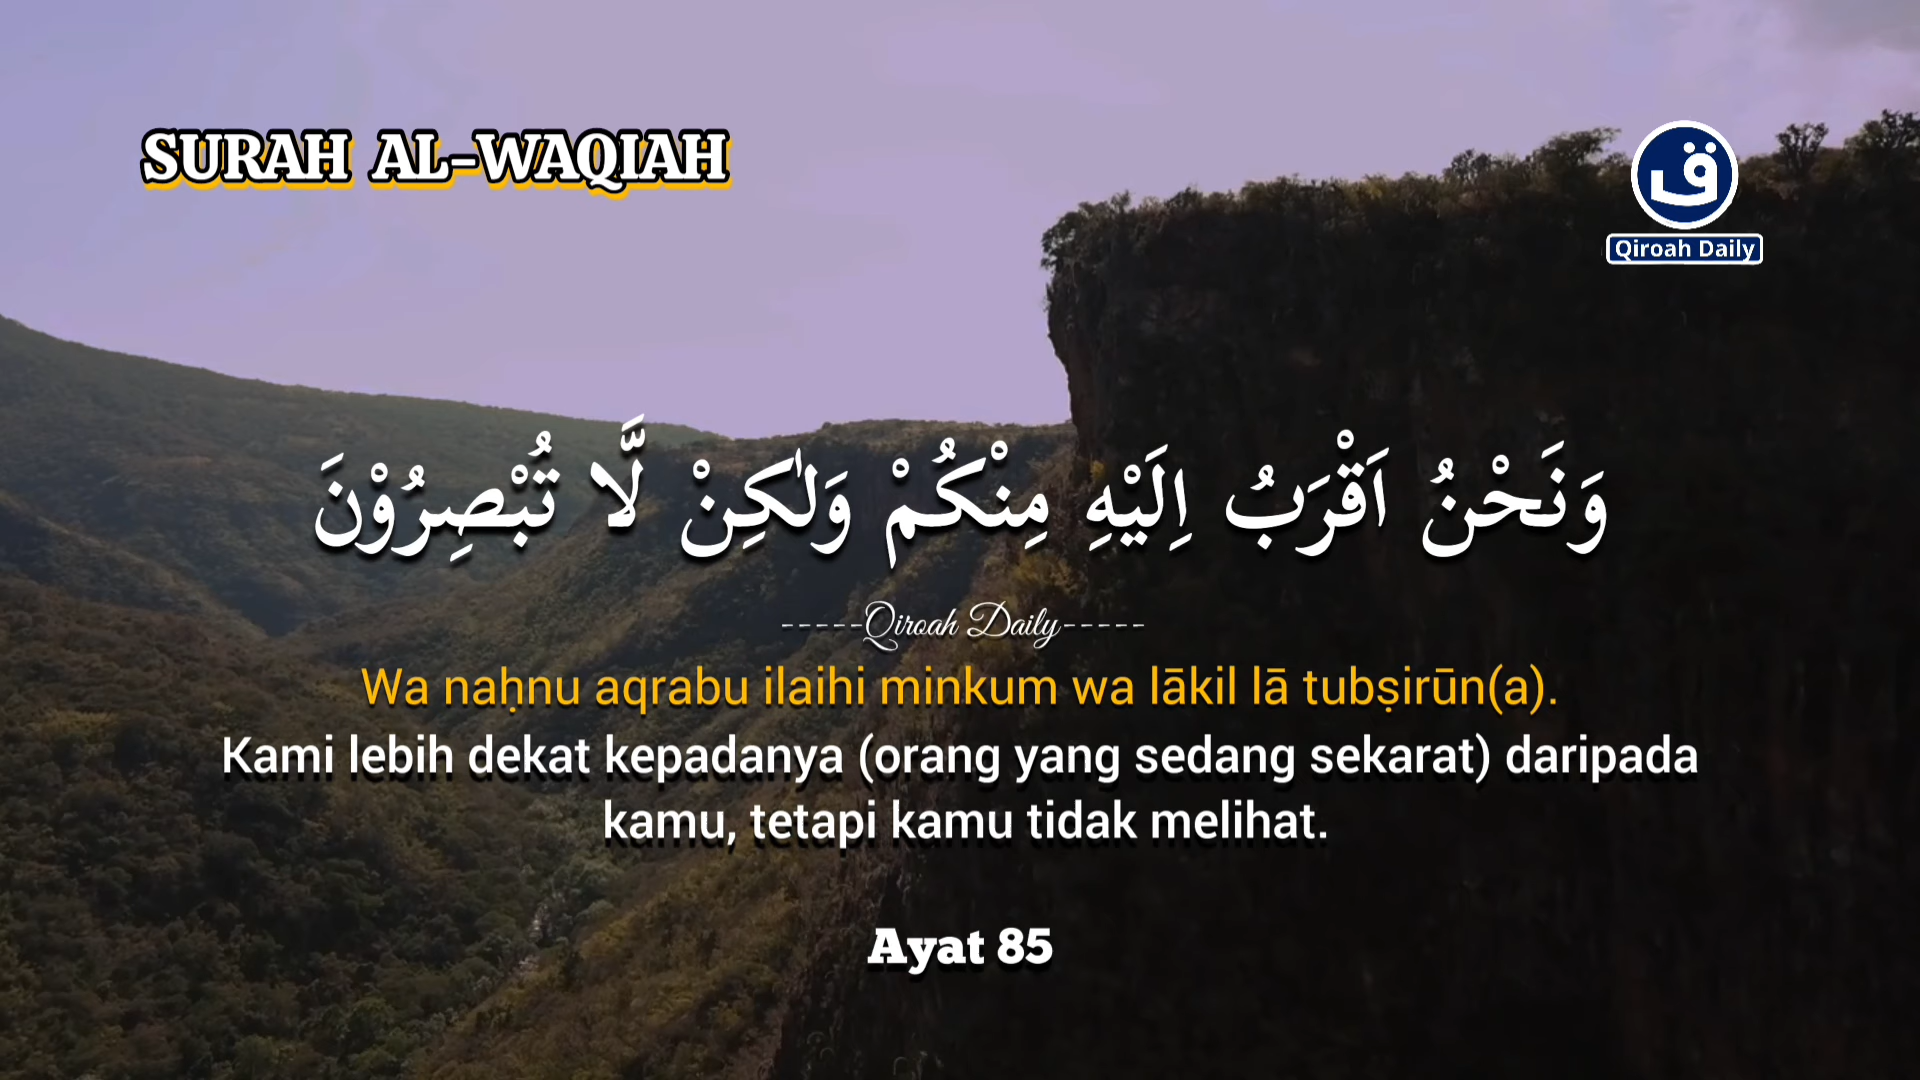 SURAH AL-WAQIAH
ق
Qiroah Daily
وَنَحْنُ اَقْرَبُ اِلَيْهِ مِنْكُمْ وَلٰكِنْ لَّا تُبْصِرُوْنَ
-----Qiroah Daily-----
Wa naḥnu aqrabu ilaihi minkum wa lākil lā tubṣirūn(a).
Kami lebih dekat kepadanya (orang yang sedang sekarat) daripada
kamu, tetapi kamu tidak melihat.
Ayat 85